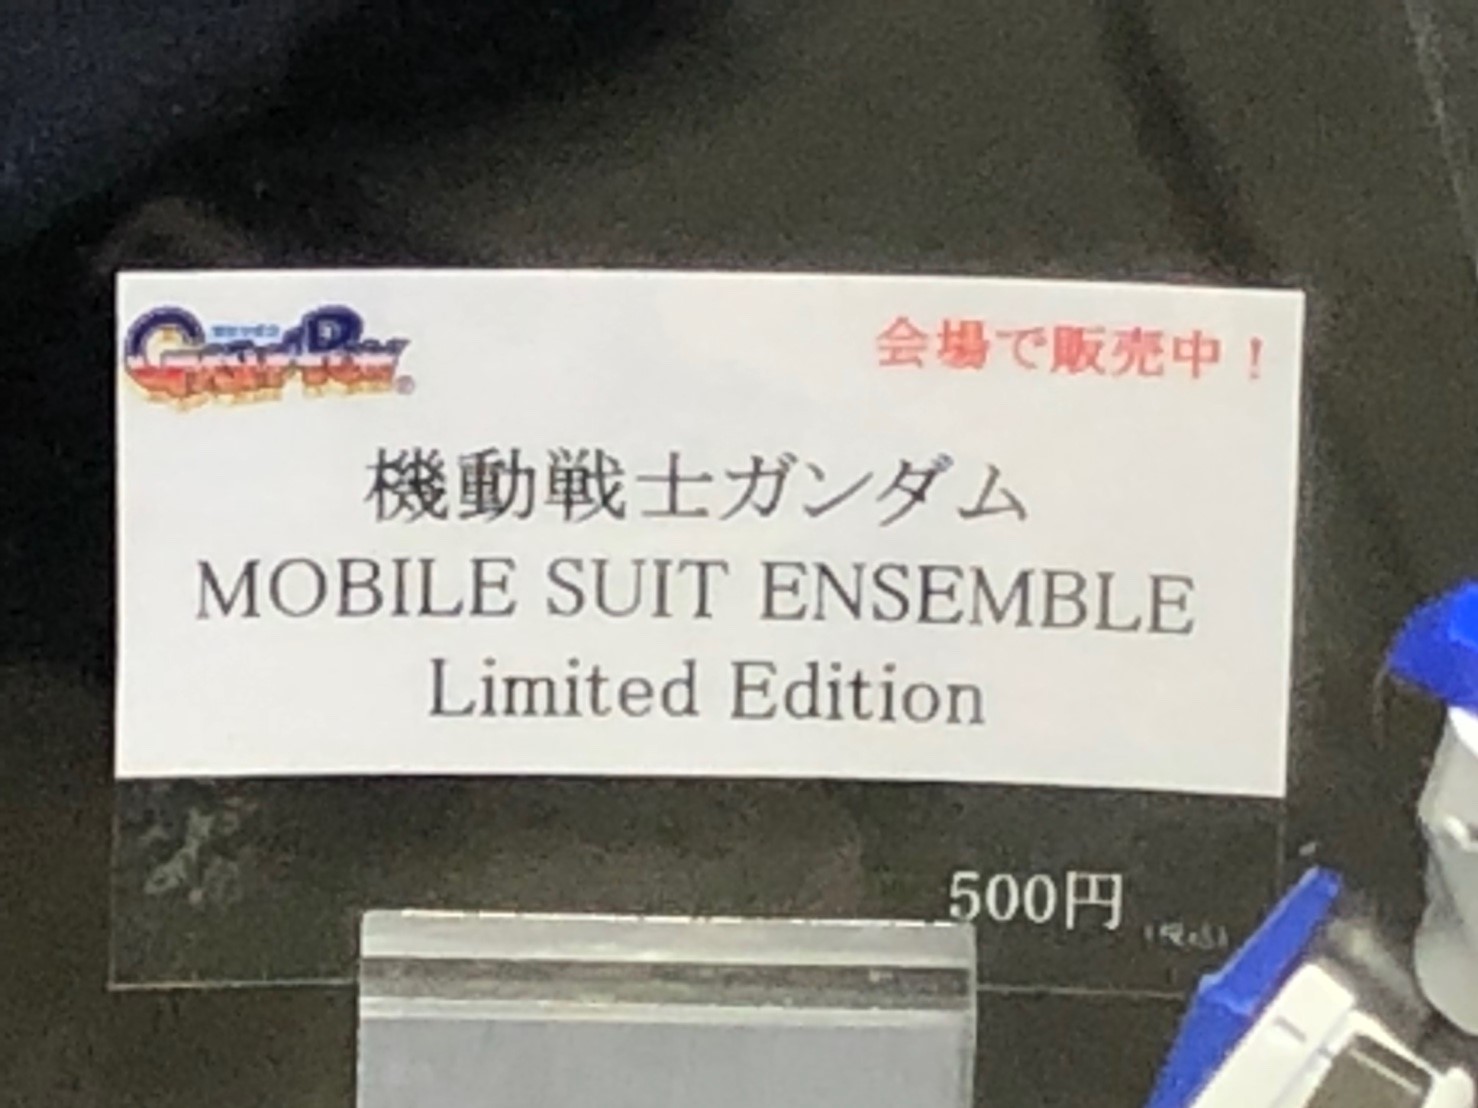 会場で販売中！
機動戦士ガンダム
MOBILE SUIT ENSEMBLE
Limited Edition
500円